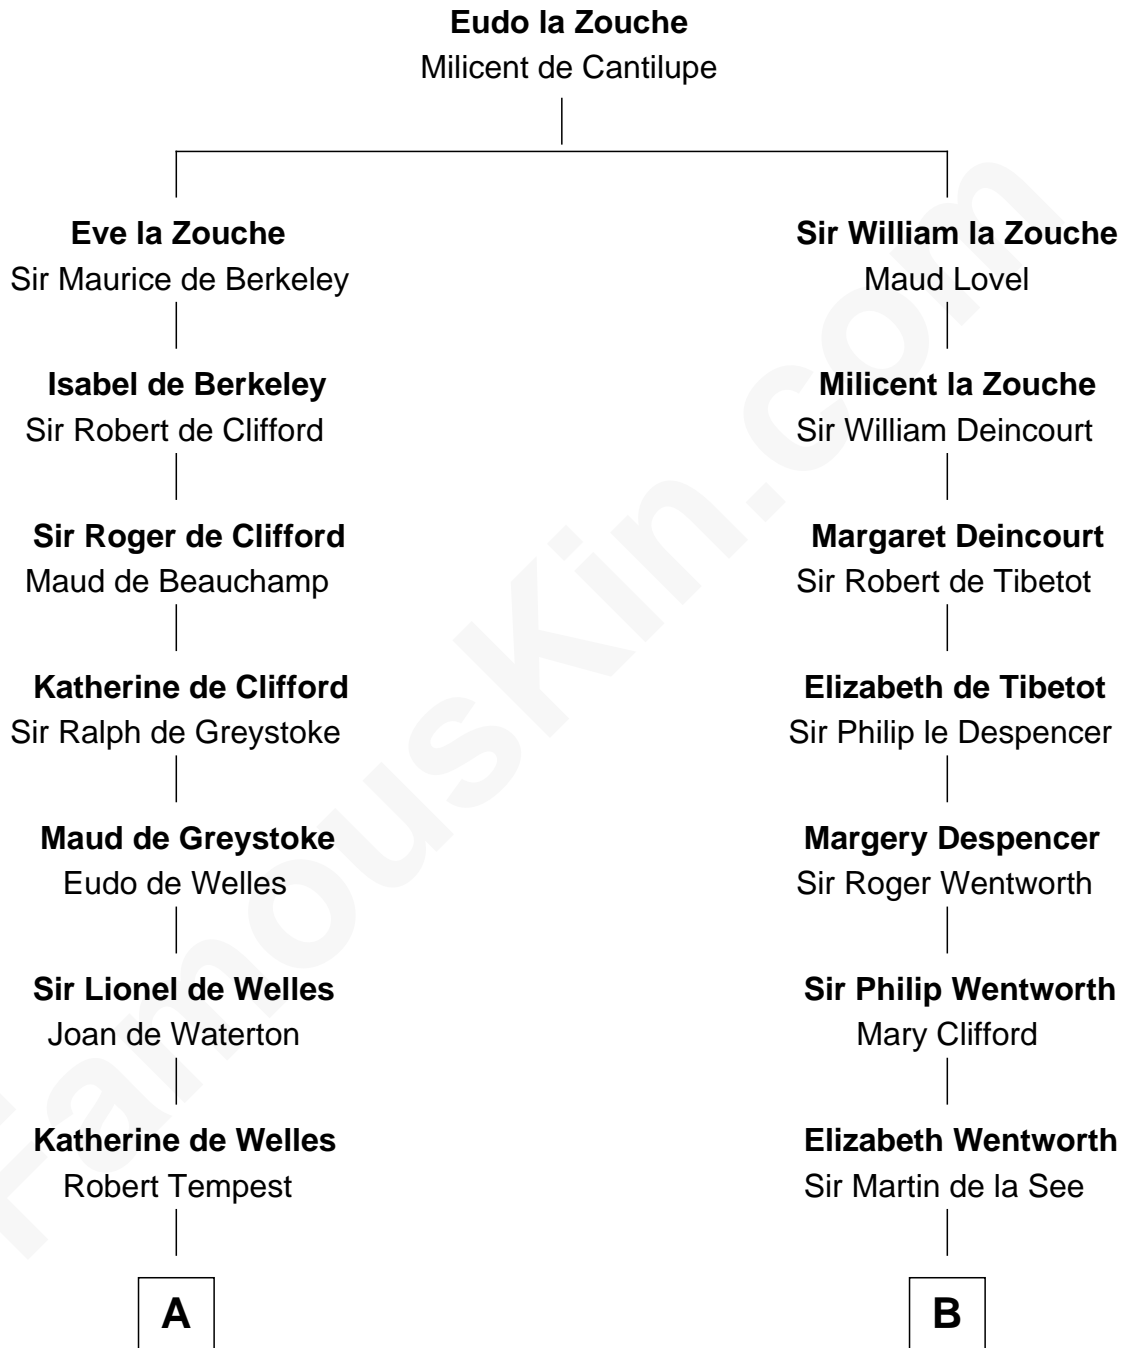 Eudo la Zouche
Milicent de Cantilupe
Eve la Zouche
Sir Maurice de Berkeley
Sir William la Zouche
Maud Lovel
Isabel de Berkeley
Sir Robert de Clifford
Milicent la Zouche
Sir William Deincourt
Sir Roger de Clifford
Maud de Beauchamp
Margaret Deincourt
Sir Robert de Tibetot
Katherine de Clifford
Sir Ralph de Greystoke
Elizabeth de Tibetot
Sir Philip le Despencer
Maud de Greystoke
Eudo de Welles
Margery Despencer
Sir Roger Wentworth
Sir Lionel de Welles
Joan de Waterton
Sir Philip Wentworth
Mary Clifford
Katherine de Welles
Robert Tempest
Elizabeth Wentworth
Sir Martin de la See
A
B
FamousKin.com